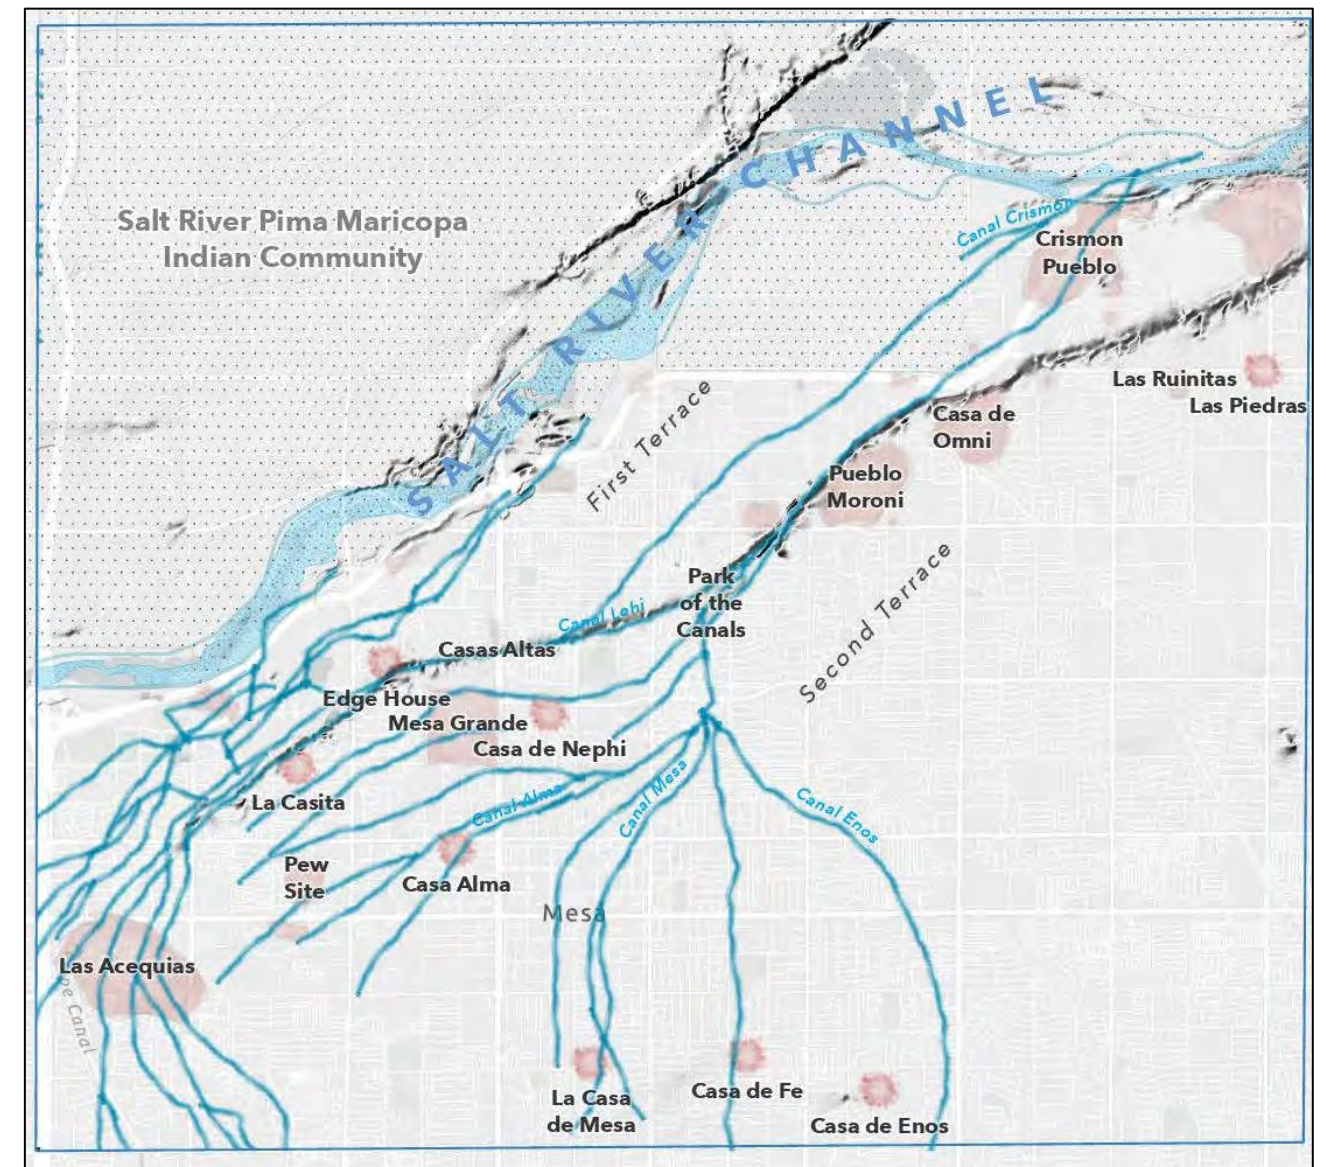 SALT RIVER CHANNEL
Salt River Pima Maricopa
Indian Community
Canal Crismon
Crismon
Pueblo
Las Ruinitas
Las Piedras
First Terrace
Casa de
Omni
Pueblo
Moroni
Park
of the
Canals
Second Terrace
Canal Lehi
Casas Altas
Edge House
Mesa Grande
Casa de Nephi
La Casita
Canal Alma
Canal Mesa
Canal Enos
Pew
Site
Casa Alma
Mesa
Las Acequias
Canal
La Casa
de Mesa
Casa de Fe
Casa de Enos